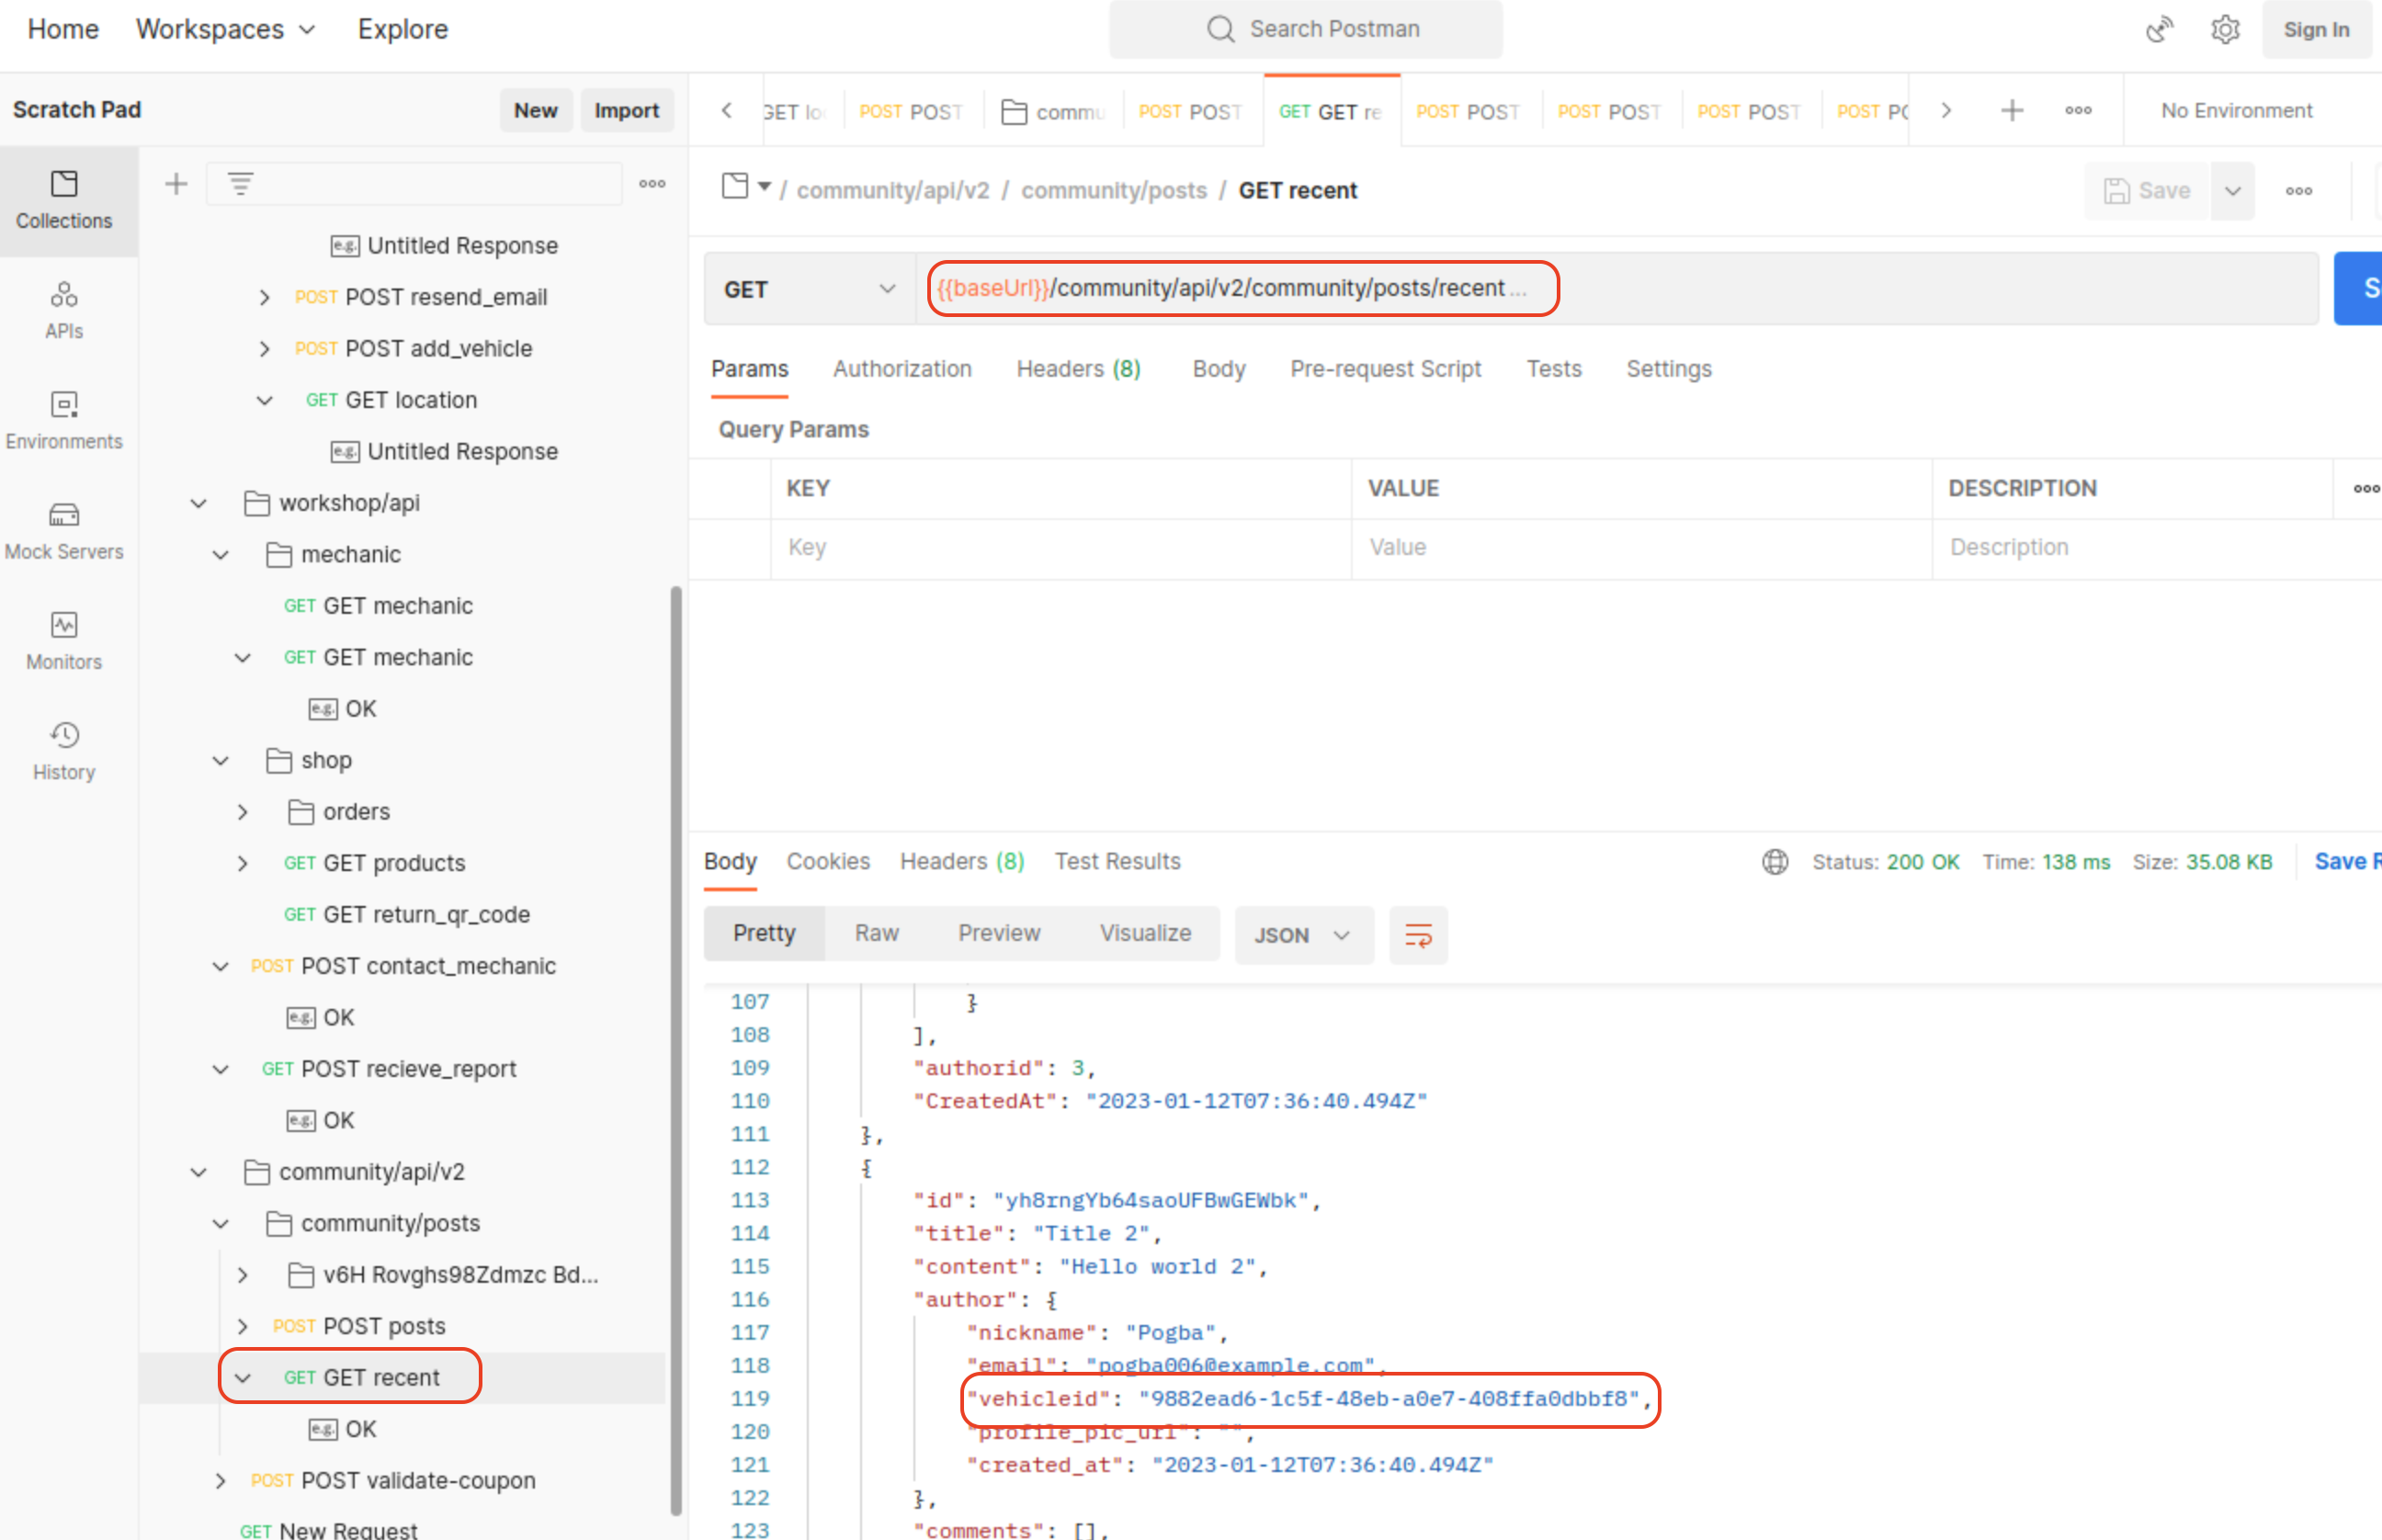 Home Workspaces Explore Search Postman Sign In
Scratch Pad New Import
GET lo POST POST commu POST POST GET GET re POST POST POST POST POST POST POST PO No Environment
Collections
APIs
Environments
Mock Servers
Monitors
History
e.g. Untitled Response
POST POST resend_email
POST POST add_vehicle
GET GET location
e.g. Untitled Response
workshop/api
mechanic
GET GET mechanic
GET GET mechanic
e.g. OK
shop
orders
GET GET products
GET GET return_qr_code
POST POST contact_mechanic
e.g. OK
GET POST recieve_report
e.g. OK
community/api/v2
community/posts
v6H Rovghs98Zdmzc Bd...
POST POST posts
GET GET recent
e.g. OK
POST POST validate-coupon
GET New Request
/ community/api/v2 / community/posts / GET recent
Save
GET {{baseUrl}}/community/api/v2/community/posts/recent ...
S
Params Authorization Headers (8) Body Pre-request Script Tests Settings
Query Params
KEY VALUE DESCRIPTION
Key Value Description
Body Cookies Headers (8) Test Results Status: 200 OK Time: 138 ms Size: 35.08 KB Save R
Pretty Raw Preview Visualize JSON
107 }
108 ],
109 "authorid": 3,
110 "CreatedAt": "2023-01-12T07:36:40.494Z"
111 },
112 {
113 "id": "yh8rngYb64saoUFBwGEWbk",
114 "title": "Title 2",
115 "content": "Hello world 2",
116 "author": {
117 "nickname": "Pogba",
118 "email": "pogba006@example.com",
119 "vehicleid": "9882ead6-1c5f-48eb-a0e7-408ffa0dbbf8",
120 "profile_pic_url": "",
121 "created_at": "2023-01-12T07:36:40.494Z"
122 },
123 "comments": [],